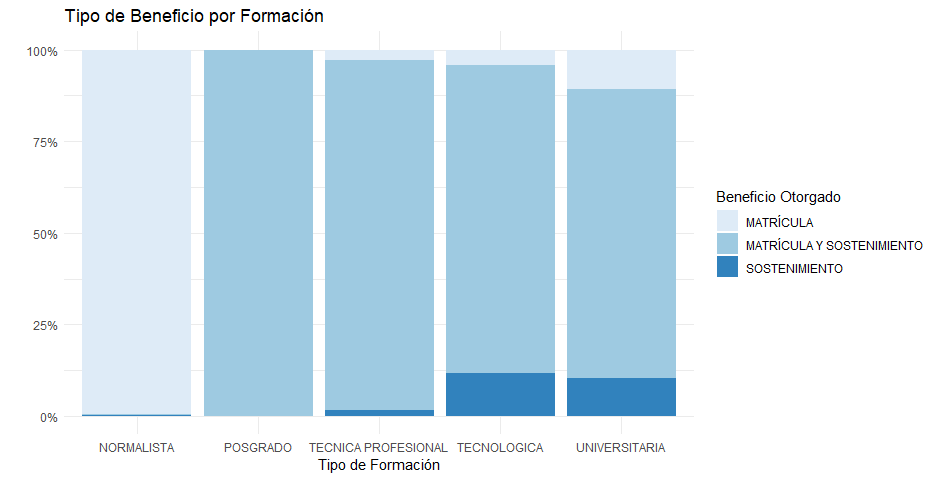 Tipo de Beneficio por Formación
100%
75%
50%
25%
0%
NORMALISTA
POSGRADO
TECNICA PROFESIONAL
TECNOLOGICA
UNIVERSITARIA
Tipo de Formación
Beneficio Otorgado
MATRÍCULA
MATRÍCULA Y SOSTENIMIENTO
SOSTENIMIENTO